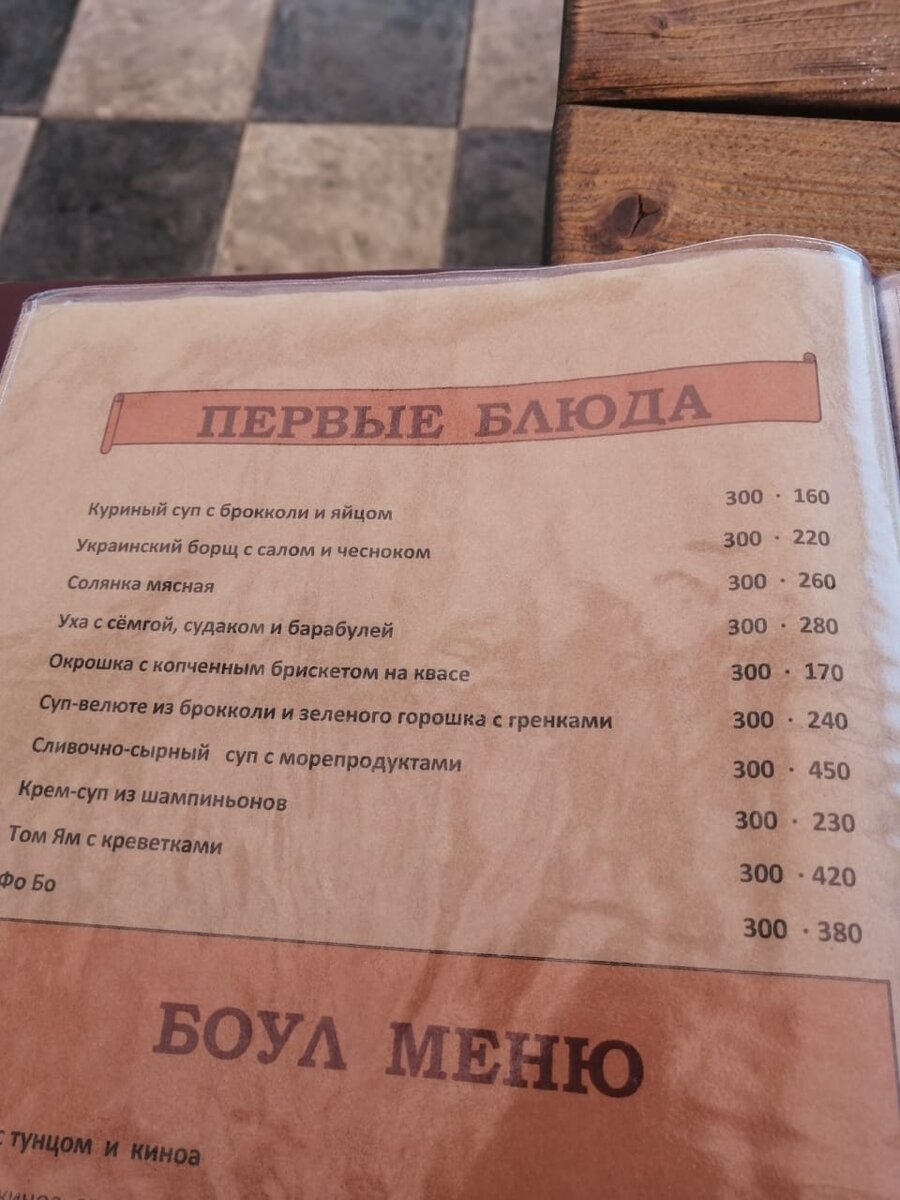 ПЕРВЫЕ БЛЮДА
Куриный суп с брокколи и яйцом 300 · 160
Украинский борщ с салом и чесноком 300 · 220
Солянка мясная 300 · 260
Уха с сёмгой, судаком и барабулей 300 · 280
Окрошка с копченным брискетом на квасе 300 · 170
Суп-велюте из брокколи и зеленого горошка с гренками 300 · 240
Сливочно-сырный суп с морепродуктами 300 · 450
Крем-суп из шампиньонов 300 · 230
Том Ям с креветками 300 · 420
Фо Бо 300 · 380
БОУЛ МЕНЮ
с тунцом и киноа